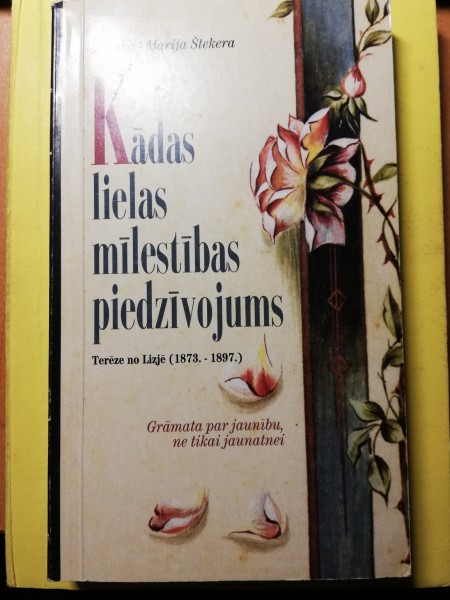 Marija Štekera
Kādas
lielas
mīlestības
piedzīvojums
Terēze no Lizjē (1873. - 1897.)
Grāmata par jaunību,
ne tikai jaunatnei